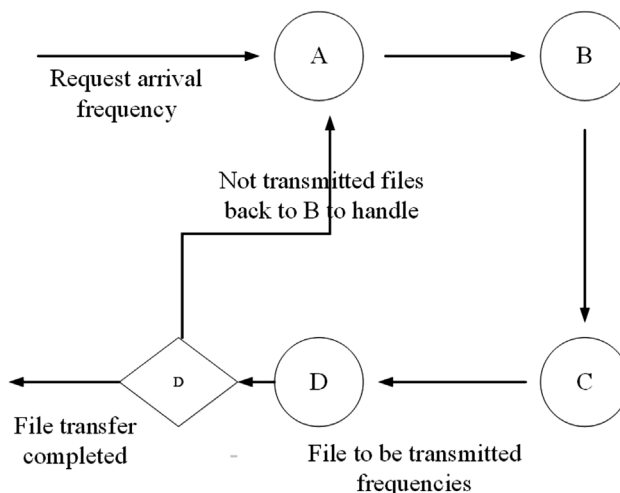 A
B
Request arrival
frequency
Not transmitted files
back to B to handle
D
D
C
File transfer
completed
File to be transmitted
frequencies